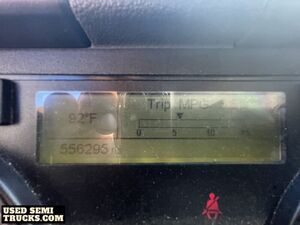 Trip MPG
92°F
0 5 10
556295
USED SEMI
TRUCKS.com